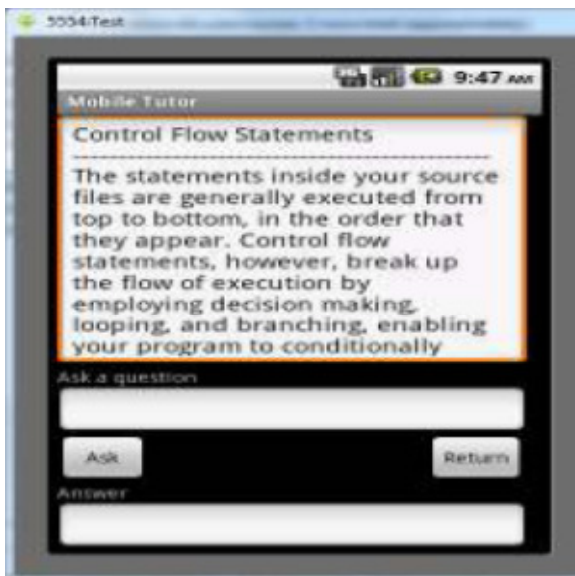 5554:Test
9:47 AM
Mobile Tutor
Control Flow Statements
------------------------------------------------
The statements inside your source
files are generally executed from
top to bottom, in the order that
they appear. Control flow
statements, however, break up
the flow of execution by
employing decision making,
looping, and branching, enabling
your program to conditionally
Ask a question
Ask
Return
Answer